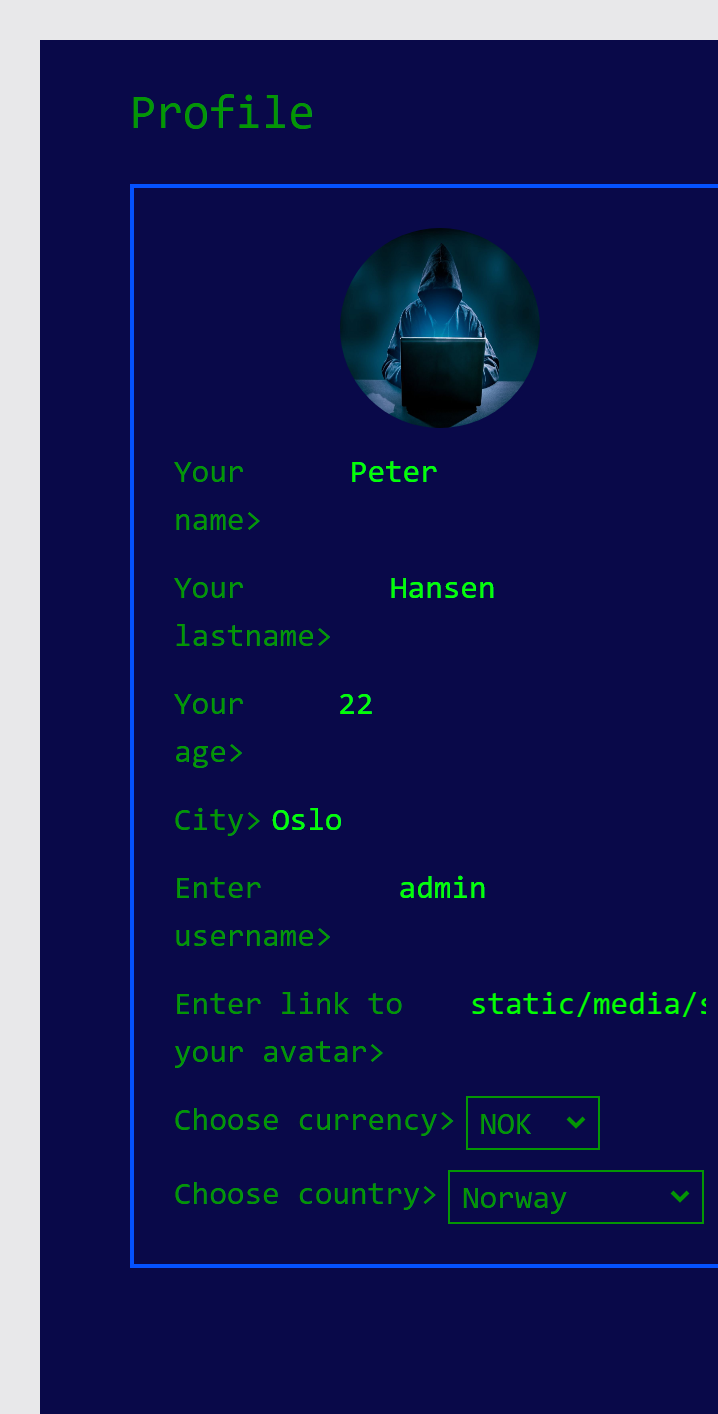 Profile
Your Peter
name>
Your Hansen
lastname>
Your 22
age>
City> Oslo
Enter admin
username>
Enter link to static/media/s
your avatar>
Choose currency> NOK
Choose country> Norway